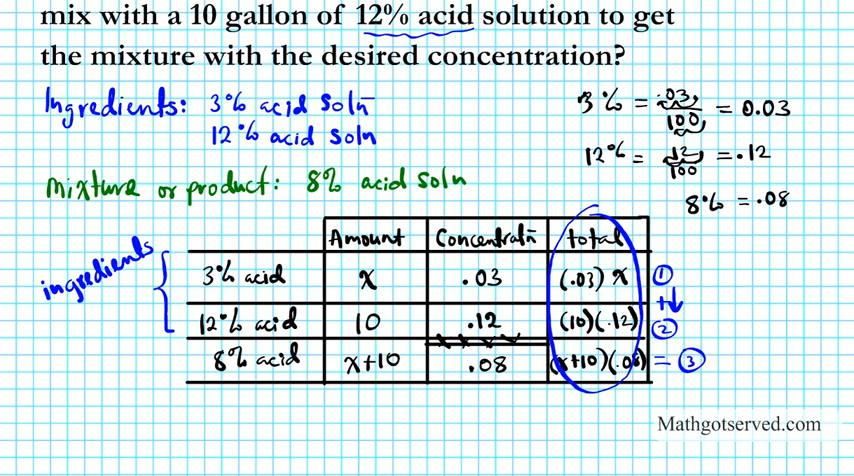 mix with a 10 gallon of 12% acid solution to get
the mixture with the desired concentration?
Ingredients: 3% acid Soln
12% acid Soln
mixture or product: 8% acid soln
3% = .03/100 = 0.03
12% = 12/100 = .12
8% = .08
ingredients
Amount Concentratn total
3% acid x .03 (.03) x ①
+↓
12% acid 10 .12 (10)(.12) ②
8% acid x+10 .08 (x+10)(.08) = ③
Mathgotserved.com